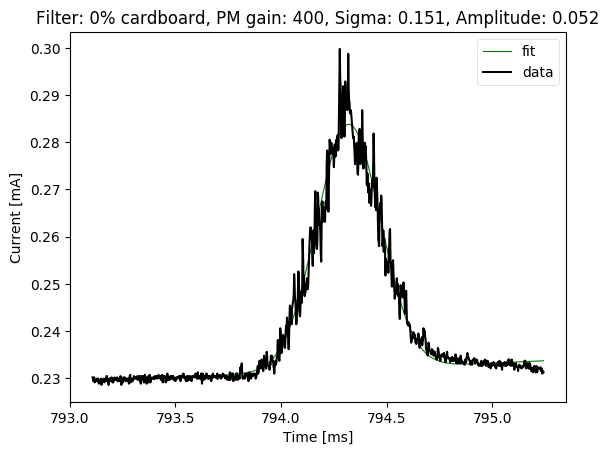 Filter: 0% cardboard, PM gain: 400, Sigma: 0.151, Amplitude: 0.052
0.30
fit
data
0.29
0.28
0.27
Current [mA]
0.26
0.25
0.24
0.23
793.0 793.5 794.0 794.5 795.0
Time [ms]